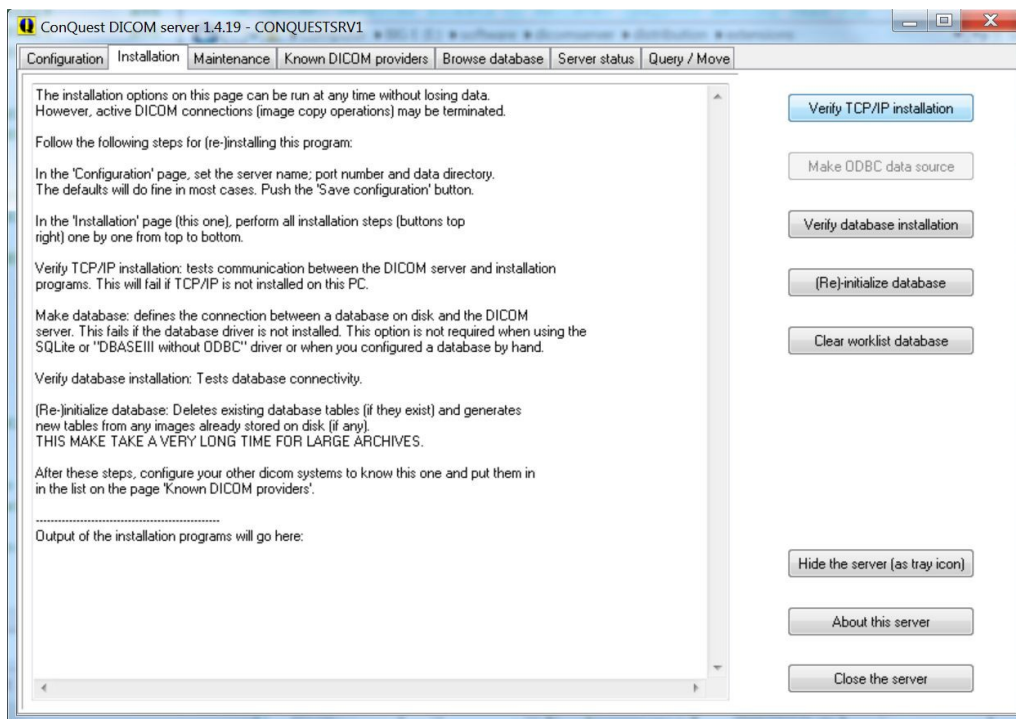 ConQuest DICOM server 1.4.19 - CONQUESTSRV1
Configuration Installation Maintenance Known DICOM providers Browse database Server status Query / Move
The installation options on this page can be run at any time without losing data.
However, active DICOM connections (image copy operations) may be terminated.
Follow the following steps for (re-)installing this program:
In the 'Configuration' page, set the server name; port number and data directory.
The defaults will do fine in most cases. Push the 'Save configuration' button.
In the 'Installation' page (this one), perform all installation steps (buttons top
right) one by one from top to bottom.
Verify TCP/IP installation: tests communication between the DICOM server and installation
programs. This will fail if TCP/IP is not installed on this PC.
Make database: defines the connection between a database on disk and the DICOM
server. This fails if the database driver is not installed. This option is not required when using the
SQLite or "DBASEIII without ODBC" driver or when you configured a database by hand.
Verify database installation: Tests database connectivity.
(Re-)initialize database: Deletes existing database tables (if they exist) and generates
new tables from any images already stored on disk (if any).
THIS MAKE TAKE A VERY LONG TIME FOR LARGE ARCHIVES.
After these steps, configure your other dicom systems to know this one and put them in
in the list on the page 'Known DICOM providers'.
--------------------------------------------------
Output of the installation programs will go here:
Verify TCP/IP installation
Make ODBC data source
Verify database installation
(Re)-initialize database
Clear worklist database
Hide the server (as tray icon)
About this server
Close the server